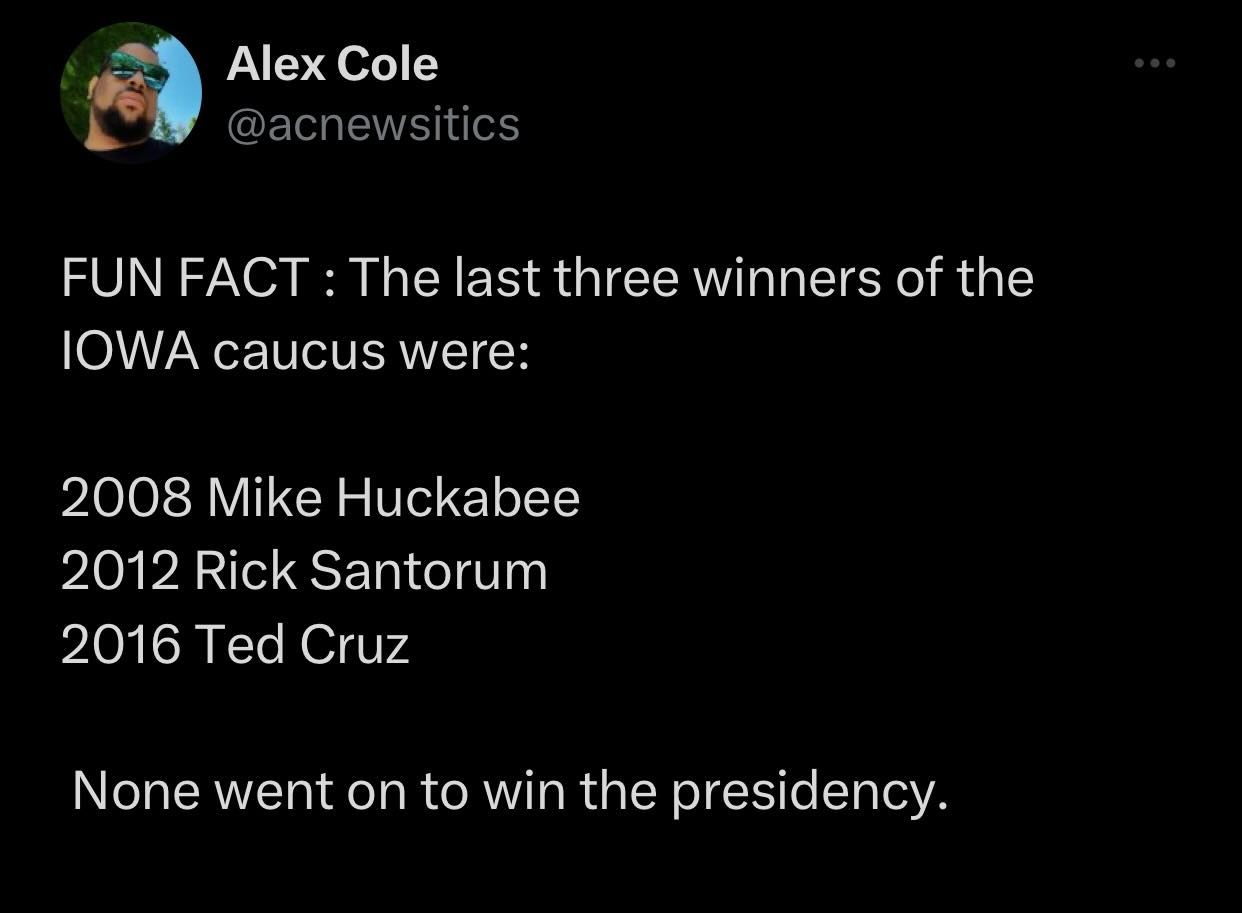 Alex Cole
@acnewsitics
FUN FACT : The last three winners of the
IOWA caucus were:
2008 Mike Huckabee
2012 Rick Santorum
2016 Ted Cruz
None went on to win the presidency.